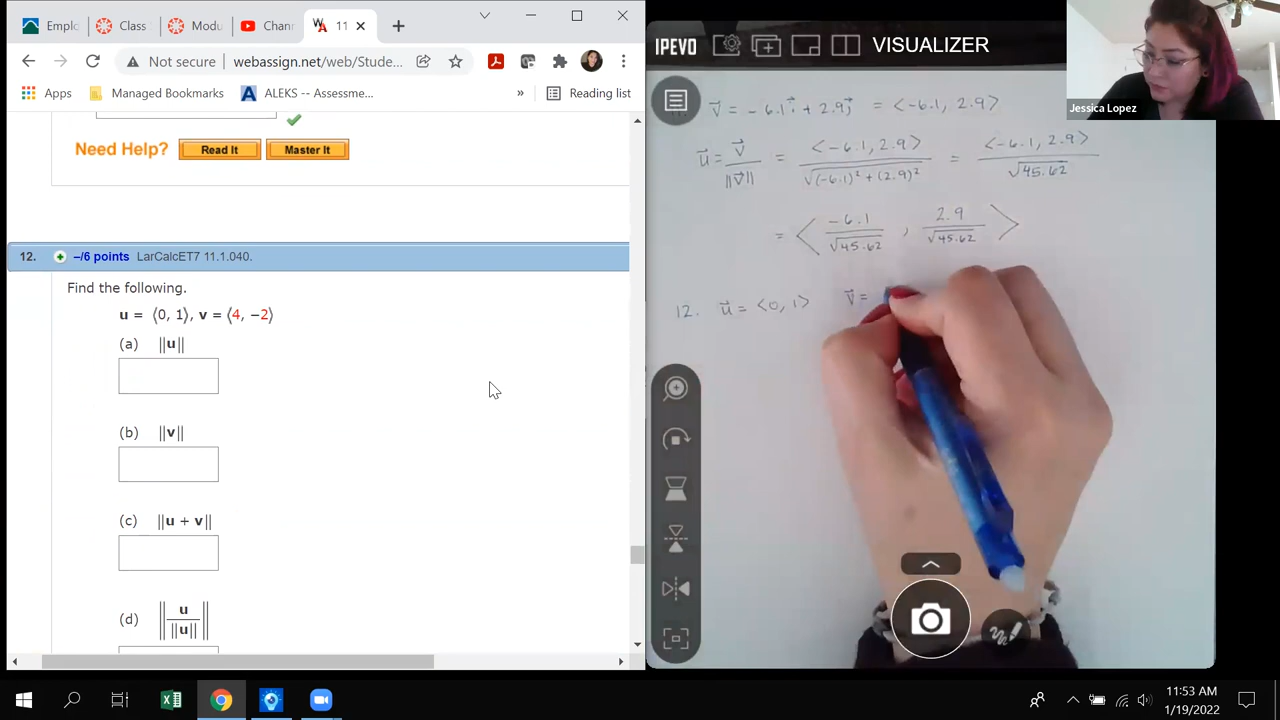 Emplo
Class
Modu
Chann
11
Not secure
webassign.net/web/Stude...
Apps
Managed Bookmarks
ALEKS -- Assessme...
»
Reading list
Need Help? Read It Master It
12. –/6 points LarCalcET7 11.1.040.
Find the following.
u = ⟨0, 1⟩, v = ⟨4, −2⟩
(a) ||u||
(b) ||v||
(c) ||u + v||
(d) ||u/||u||||
IPEVO VISUALIZER
Jessica Lopez
v⃗ = -6.1i⃗ + 2.9j⃗ = <-6.1, 2.9>
u⃗ = v⃗/||v⃗|| = <-6.1, 2.9>/√((-6.1)² + (2.9)²) = <-6.1, 2.9>/√45.62
= <-6.1/√45.62, 2.9/√45.62>
12. u⃗ = <0, 1> v⃗ =
11:53 AM
1/19/2022